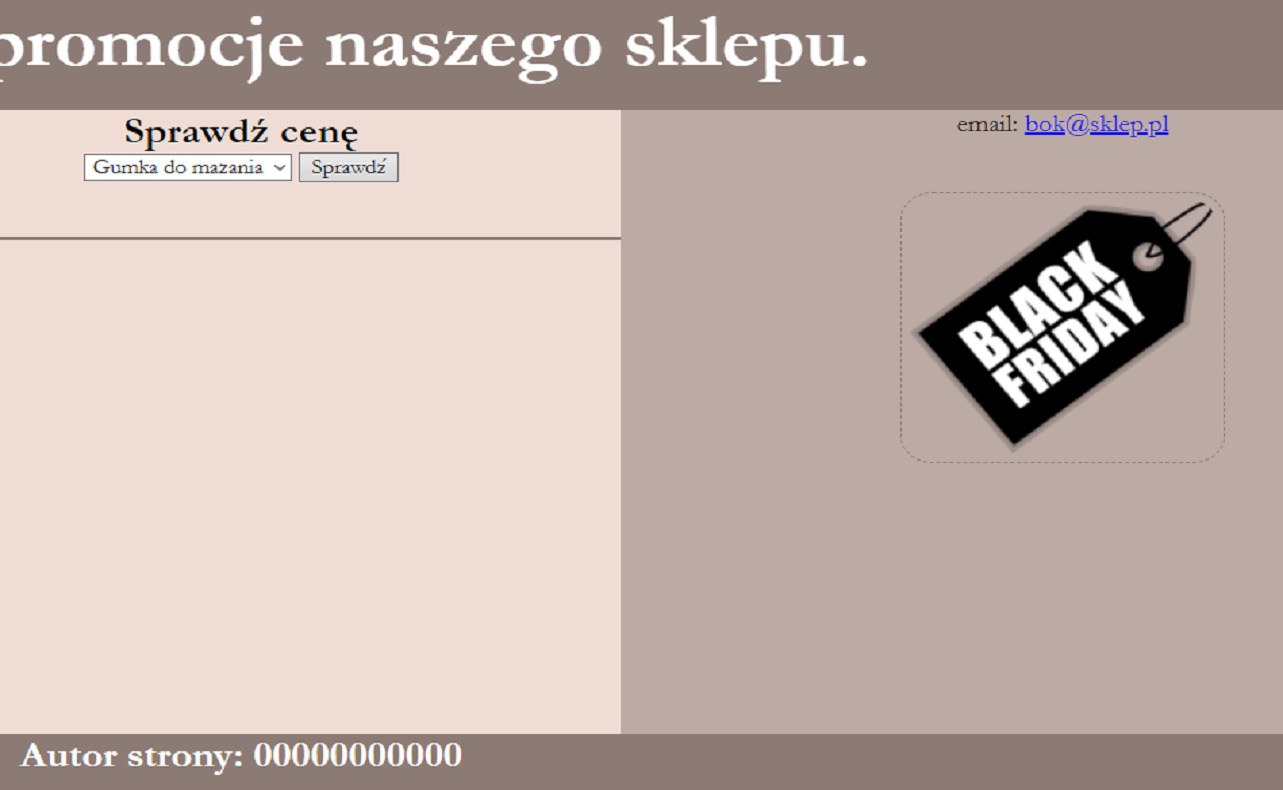 promocje naszego sklepu.
Sprawdź cenę
Gumka do mazania Sprawdź
email: bok@sklep.pl
BLACK
FRIDAY
Autor strony: 00000000000